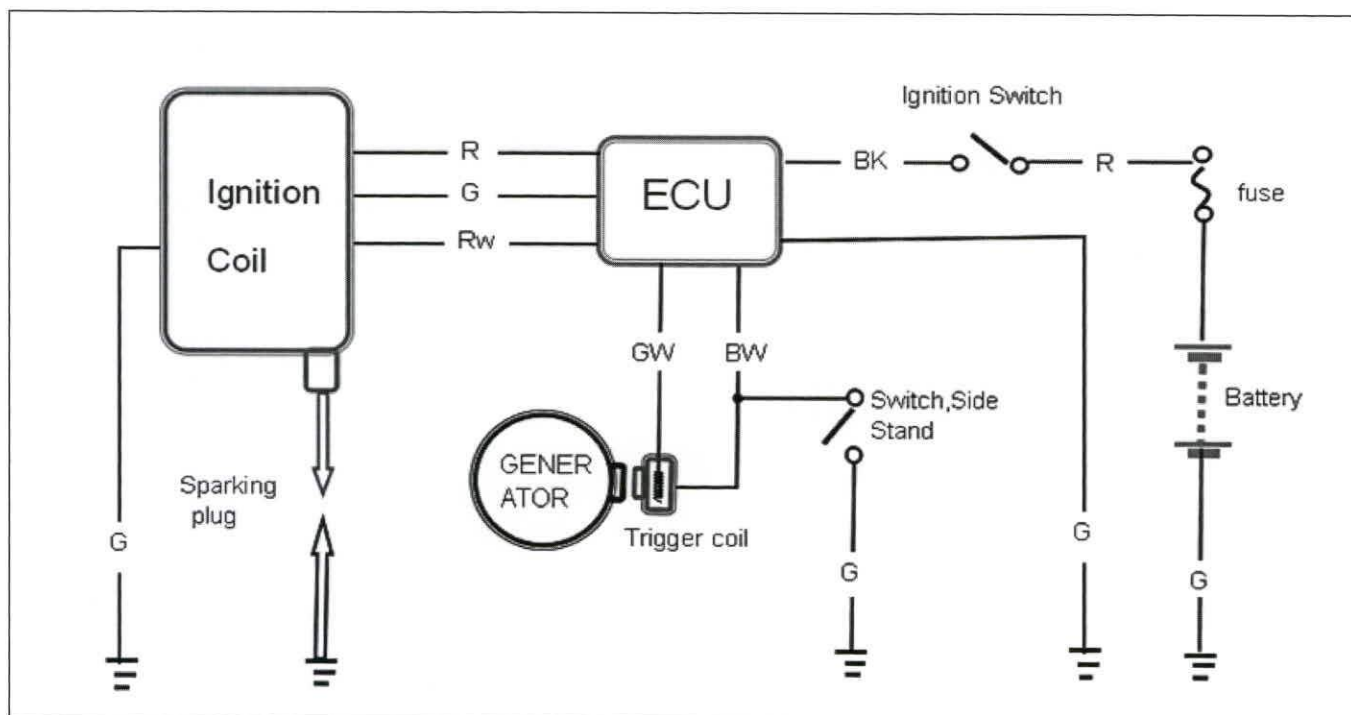 Ignition Switch
R
BK
R
Ignition
Coil
G
ECU
fuse
Rw
GW
BW
Switch,Side
Stand
Battery
GENER
ATOR
Sparking
plug
Trigger coil
G
G
G
G